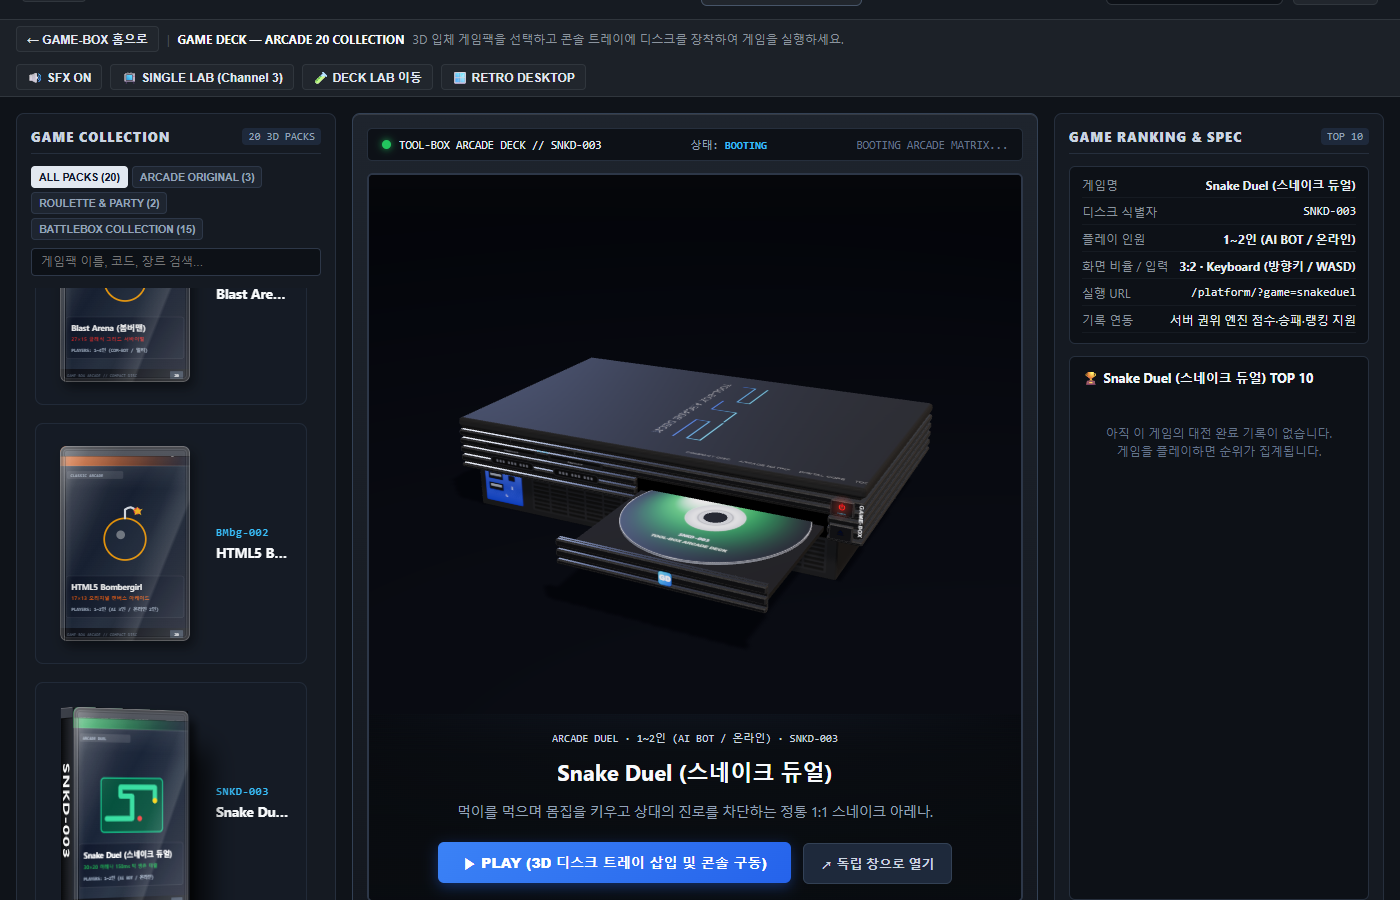 ← GAME-BOX 홈으로 | GAME DECK — ARCADE 20 COLLECTION 3D 입체 게임팩을 선택하고 콘솔 트레이에 디스크를 장착하여 게임을 실행하세요.
SFX ON SINGLE LAB (Channel 3) DECK LAB 이동 RETRO DESKTOP
GAME COLLECTION 20 3D PACKS
ALL PACKS (20) ARCADE ORIGINAL (3)
ROULETTE & PARTY (2)
BATTLEBOX COLLECTION (15)
게임팩 이름, 코드, 장르 검색...
Blast Are...
Blast Arena (봄버맨)
CLASSIC ARCADE
BMbg-002
HTML5 B...
HTML5 Bombergirl
ARCADE DUEL
SNKD-003
SNKD-003
Snake Du...
Snake Duel (스네이크 듀얼)
TOOL-BOX ARCADE DECK // SNKD-003 상태: BOOTING BOOTING ARCADE MATRIX...
GAME-BOX
SNKD-003
TOOL-BOX ARCADE DECK
GD
ARCADE DUEL · 1~2인 (AI BOT / 온라인) · SNKD-003
Snake Duel (스네이크 듀얼)
먹이를 먹으며 몸집을 키우고 상대의 진로를 차단하는 정통 1:1 스네이크 아레나.
▶ PLAY (3D 디스크 트레이 삽입 및 콘솔 구동) ↗ 독립 창으로 열기
GAME RANKING & SPEC TOP 10
게임명 Snake Duel (스네이크 듀얼)
디스크 식별자 SNKD-003
플레이 인원 1~2인 (AI BOT / 온라인)
화면 비율 / 입력 3:2 · Keyboard (방향키 / WASD)
실행 URL /platform/?game=snakeduel
기록 연동 서버 권위 엔진 점수·승패·랭킹 지원
🏆 Snake Duel (스네이크 듀얼) TOP 10
아직 이 게임의 대전 완료 기록이 없습니다.
게임을 플레이하면 순위가 집계됩니다.